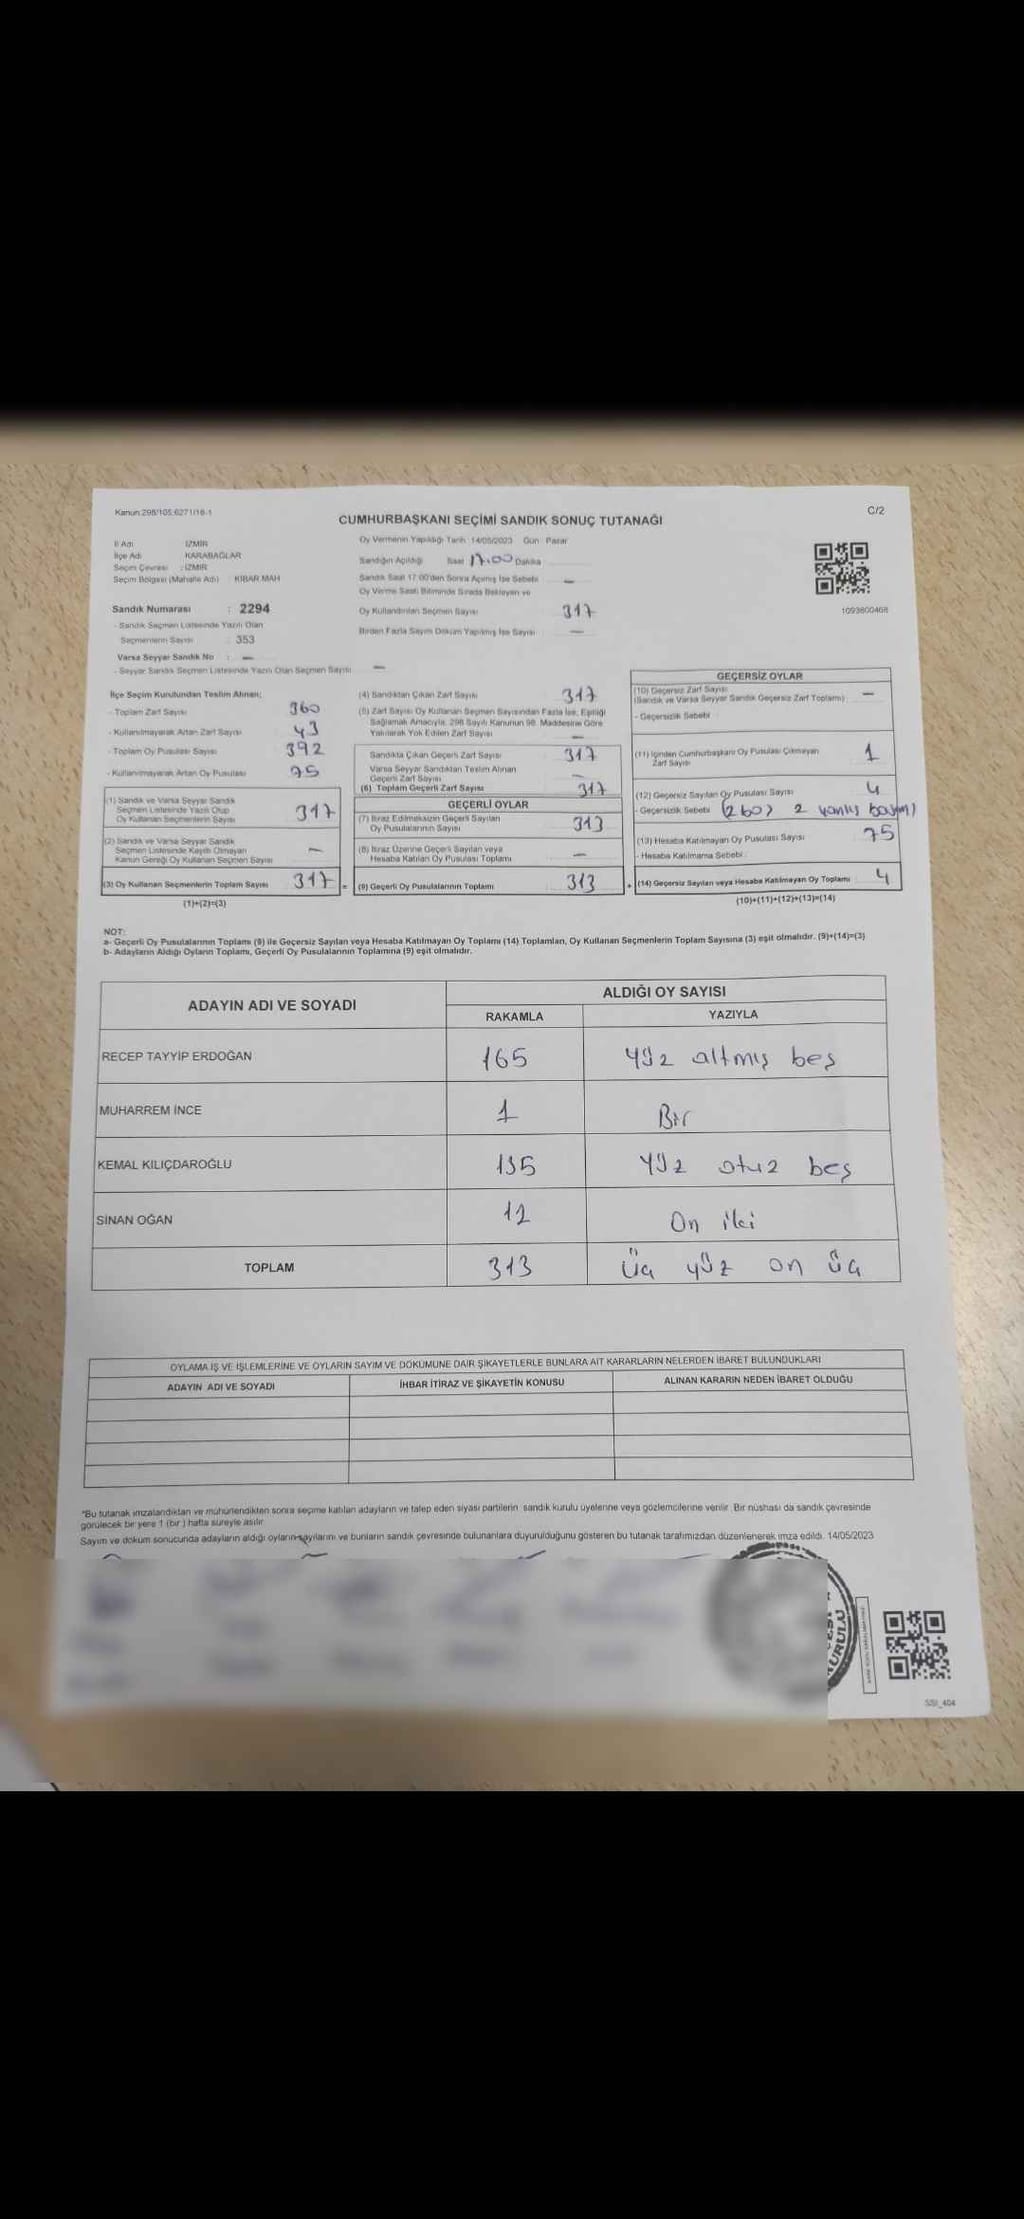 Kanun:298/105,6271/16-1
C/2
CUMHURBAŞKANI SEÇİMİ SANDIK SONUÇ TUTANAĞI
İl Adı İZMİR
İlçe Adı KARABAĞLAR
Seçim Çevresi : İZMİR
Seçim Bölgesi (Mahalle Adı) : KIBAR MAH
Sandık Numarası : 2294
- Sandık Seçmen Listesinde Yazılı Olan
Seçmenlerin Sayısı : 353
Varsa Seyyar Sandık No : —
- Seyyar Sandık Seçmen Listesinde Yazılı Olan Seçmen Sayısı —
Oy Vermenin Yapıldığı Tarih: 14/05/2023 Gün: Pazar
Sandığın Açıldığı Saat 17.00 Dakika
Sandık Saat 17:00'den Sonra Açılmış İse Sebebi —
Oy Verme Saati Bitiminde Sırada Bekleyen ve
Oy Kullandırılan Seçmen Sayısı 317
Birden Fazla Sayım Döküm Yapılmış İse Sayısı —
1093800468
İlçe Seçim Kurulundan Teslim Alınan;
- Toplam Zarf Sayısı 360
- Kullanılmayarak Artan Zarf Sayısı 43
- Toplam Oy Pusulası Sayısı 392
- Kullanılmayarak Artan Oy Pusulası 75
(1) Sandık ve Varsa Seyyar Sandık
Seçmen Listesinde Yazılı Olup
Oy Kullanan Seçmenlerin Sayısı 317
(2) Sandık ve Varsa Seyyar Sandık
Seçmen Listesinde Kayıtlı Olmayan
Kanun Gereği Oy Kullanan Seçmen Sayısı —
(3) Oy Kullanan Seçmenlerin Toplam Sayısı 317 =
(1)+(2)=(3)
(4) Sandıktan Çıkan Zarf Sayısı 317
(5) Zarf Sayısı Oy Kullanan Seçmen Sayısından Fazla İse, Eşitliği
Sağlamak Amacıyla, 298 Sayılı Kanunun 98. Maddesine Göre
Yakılarak Yok Edilen Zarf Sayısı —
Sandıkta Çıkan Geçerli Zarf Sayısı 317
Varsa Seyyar Sandıktan Teslim Alınan
Geçerli Zarf Sayısı —
(6) Toplam Geçerli Zarf Sayısı 317
GEÇERLİ OYLAR
(7) İtiraz Edilmeksizin Geçerli Sayılan
Oy Pusulalarının Sayısı 313
(8) İtiraz Üzerine Geçerli Sayılan veya
Hesaba Katılan Oy Pusulası Toplamı —
(9) Geçerli Oy Pusulalarının Toplamı 313 +
GEÇERSİZ OYLAR
(10) Geçersiz Zarf Sayısı —
(Sandık ve Varsa Seyyar Sandık Geçersiz Zarf Toplamı)
- Geçersizlik Sebebi
(11) İçinden Cumhurbaşkanı Oy Pusulası Çıkmayan 1
Zarf Sayısı
(12) Geçersiz Sayılan Oy Pusulası Sayısı 4
- Geçersizlik Sebebi (2 boş 2 yanlış basım)
(13) Hesaba Katılmayan Oy Pusulası Sayısı 75
- Hesaba Katılmama Sebebi :
(14) Geçersiz Sayılan veya Hesaba Katılmayan Oy Toplamı 4
(10)+(11)+(12)+(13)=(14)
NOT:
a- Geçerli Oy Pusulalarının Toplamı (9) ile Geçersiz Sayılan veya Hesaba Katılmayan Oy Toplamı (14) Toplamları, Oy Kullanan Seçmenlerin Toplam Sayısına (3) eşit olmalıdır. (9)+(14)=(3)
b- Adayların Aldığı Oyların Toplamı, Geçerli Oy Pusulalarının Toplamına (9) eşit olmalıdır.
ADAYIN ADI VE SOYADI ALDIĞI OY SAYISI
RAKAMLA YAZIYLA
RECEP TAYYİP ERDOĞAN 165 yüz altmış beş
MUHARREM İNCE 1 Bir
KEMAL KILIÇDAROĞLU 135 yüz otuz beş
SİNAN OĞAN 12 On iki
TOPLAM 313 üç yüz on üç
OYLAMA İŞ VE İŞLEMLERİNE VE OYLARIN SAYIM VE DÖKÜMÜNE DAİR ŞİKAYETLERLE BUNLARA AİT KARARLARIN NELERDEN İBARET BULUNDUKLARI
ADAYIN ADI VE SOYADI İHBAR İTİRAZ VE ŞİKAYETİN KONUSU ALINAN KARARIN NEDEN İBARET OLDUĞU
*Bu tutanak imzalandıktan ve mühürlendikten sonra seçime katılan adayların ve talep eden siyasi partilerin sandık kurulu üyelerine veya gözlemcilerine verilir. Bir nüshası da sandık çevresinde
görülecek bir yere 1 (bir ) hafta süreyle asılır.
Sayım ve döküm sonucunda adayların aldığı oyların sayılarını ve bunların sandık çevresinde bulunanlara duyurulduğunu gösteren bu tutanak tarafımızdan düzenlenerek imza edildi. 14/05/2023
KURULU
SSI_404